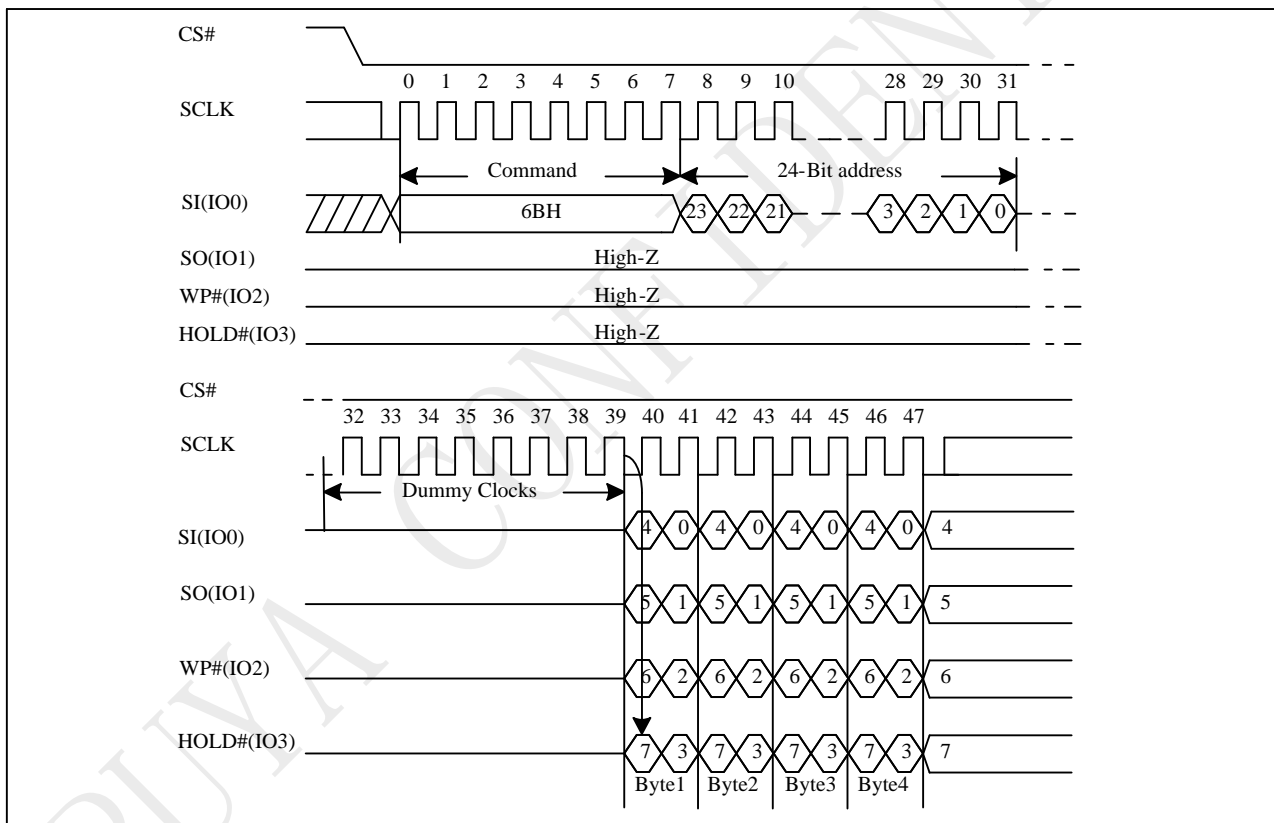 CS#
0 1 2 3 4 5 6 7 8 9 10 28 29 30 31
SCLK
Command 24-Bit address
SI(IO0) 6BH 23 22 21 3 2 1 0
SO(IO1) High-Z
WP#(IO2) High-Z
HOLD#(IO3) High-Z
CS#
32 33 34 35 36 37 38 39 40 41 42 43 44 45 46 47
SCLK
Dummy Clocks
SI(IO0) 4 0 4 0 4 0 4 0 4
SO(IO1) 5 1 5 1 5 1 5 1 5
WP#(IO2) 6 2 6 2 6 2 6 2 6
HOLD#(IO3) 7 3 7 3 7 3 7 3 7
Byte1 Byte2 Byte3 Byte4
PUYA CONFIDENT